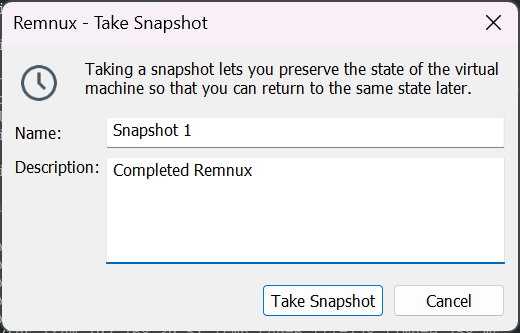 Remnux - Take Snapshot
Taking a snapshot lets you preserve the state of the virtual
machine so that you can return to the same state later.
Name:
Snapshot 1
Description:
Completed Remnux
Take Snapshot
Cancel